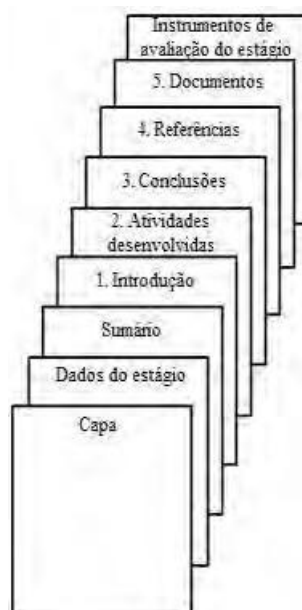 Instrumentos de
avaliação do estágio
5. Documentos
4. Referências
3. Conclusões
2. Atividades
desenvolvidas
1. Introdução
Sumário
Dados do estágio
Capa